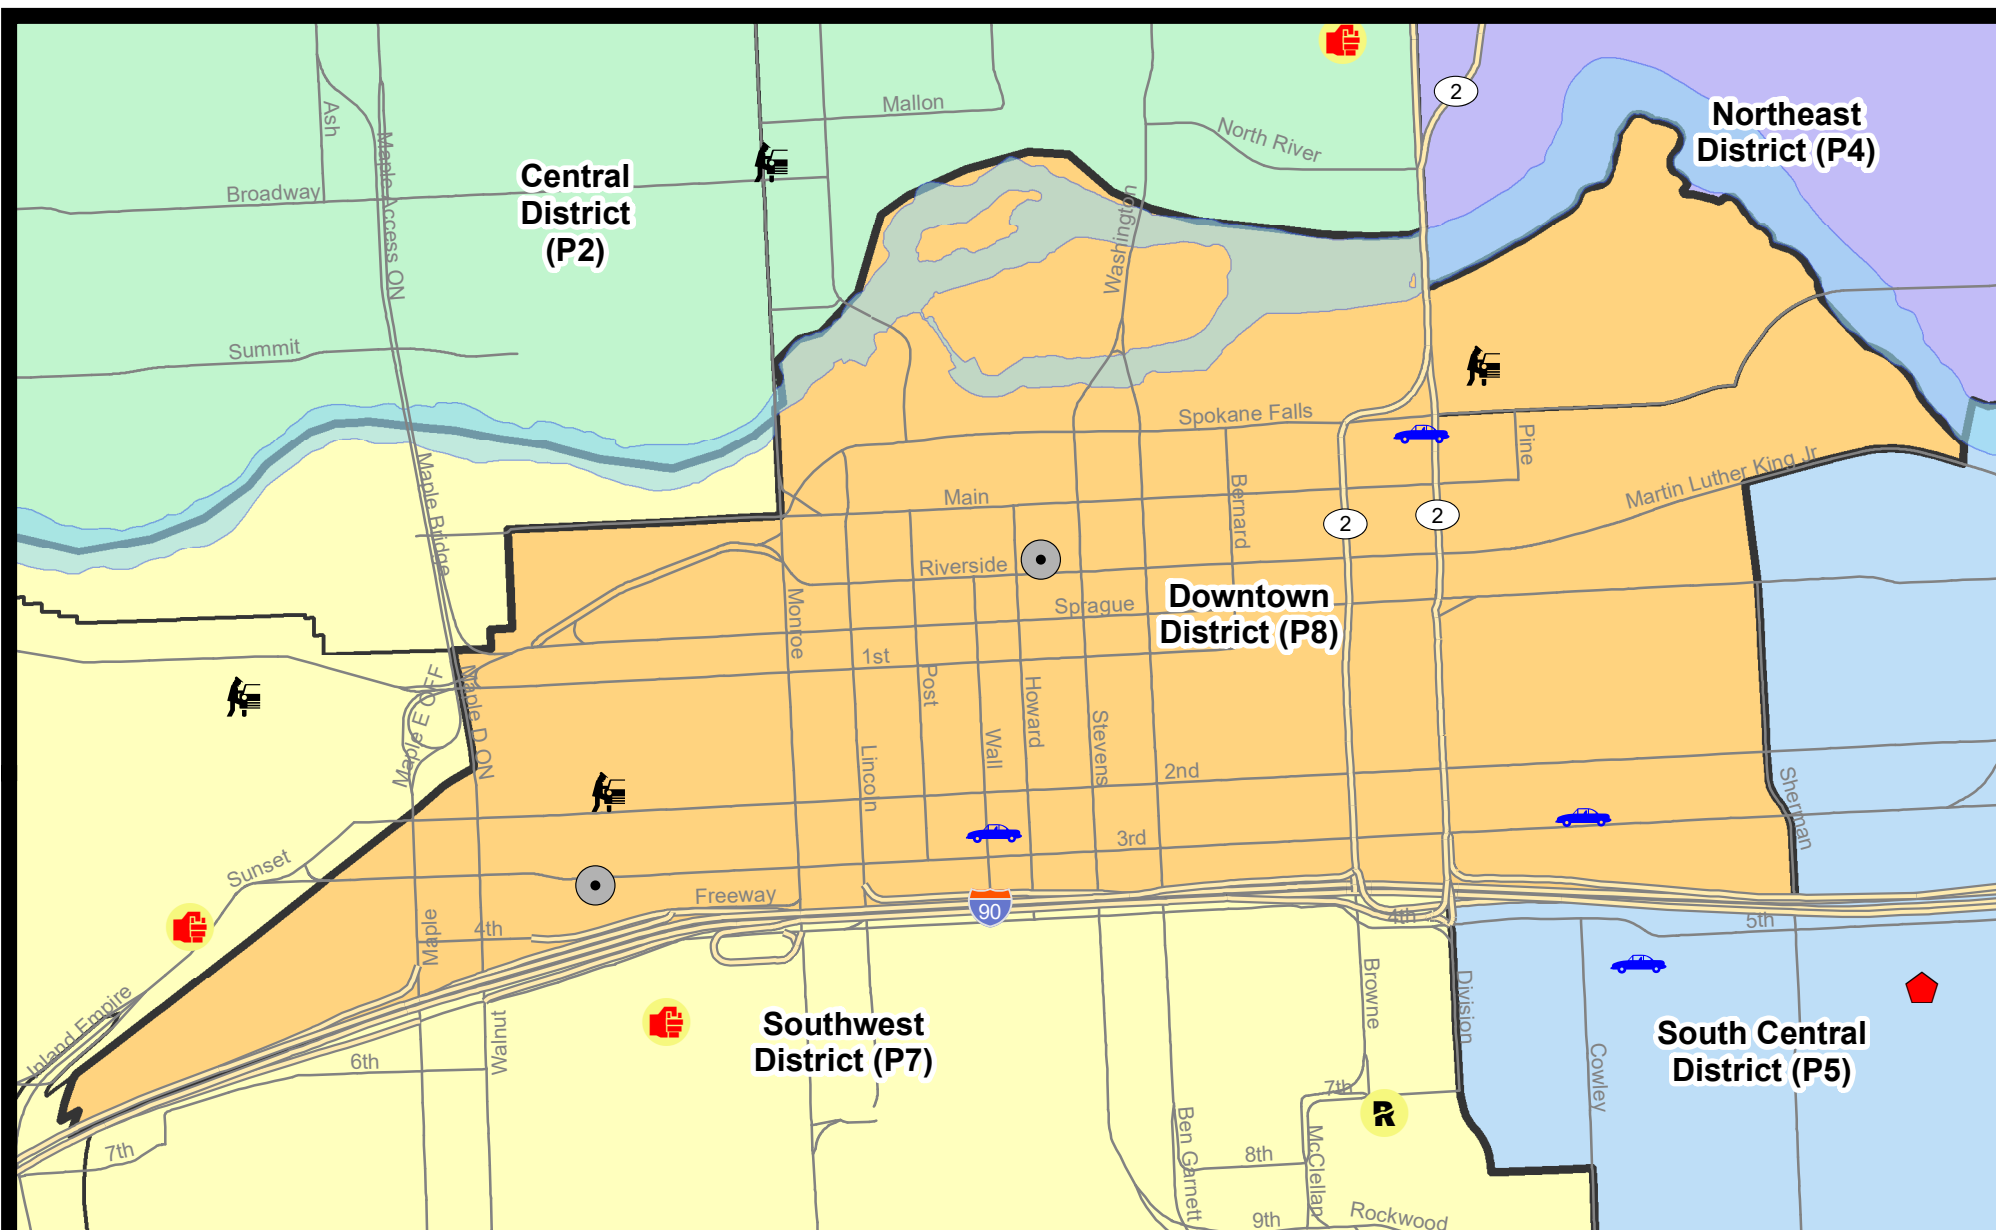 2
Northeast
District (P4)
Mallon
North River
Ash
Maple Access ON
Central
District
(P2)
Broadway
Washington
Summit
Spokane Falls
Pine
Maple Bridge
Main
Bernard
Martin Luther King Jr
2
2
Riverside
Sprague
Downtown
District (P8)
Monroe
1st
Post
Howard
Maple E OFF
Maple D ON
Wall
Stevens
Lincoln
2nd
Sherman
3rd
Sunset
Freeway
90
4th
5th
Maple
4th
Browne
Division
Inland Empire
Walnut
Southwest
District (P7)
South Central
District (P5)
6th
Cowley
7th
7th
Ben Garnett
McClellan
8th
R
9th
Rockwood